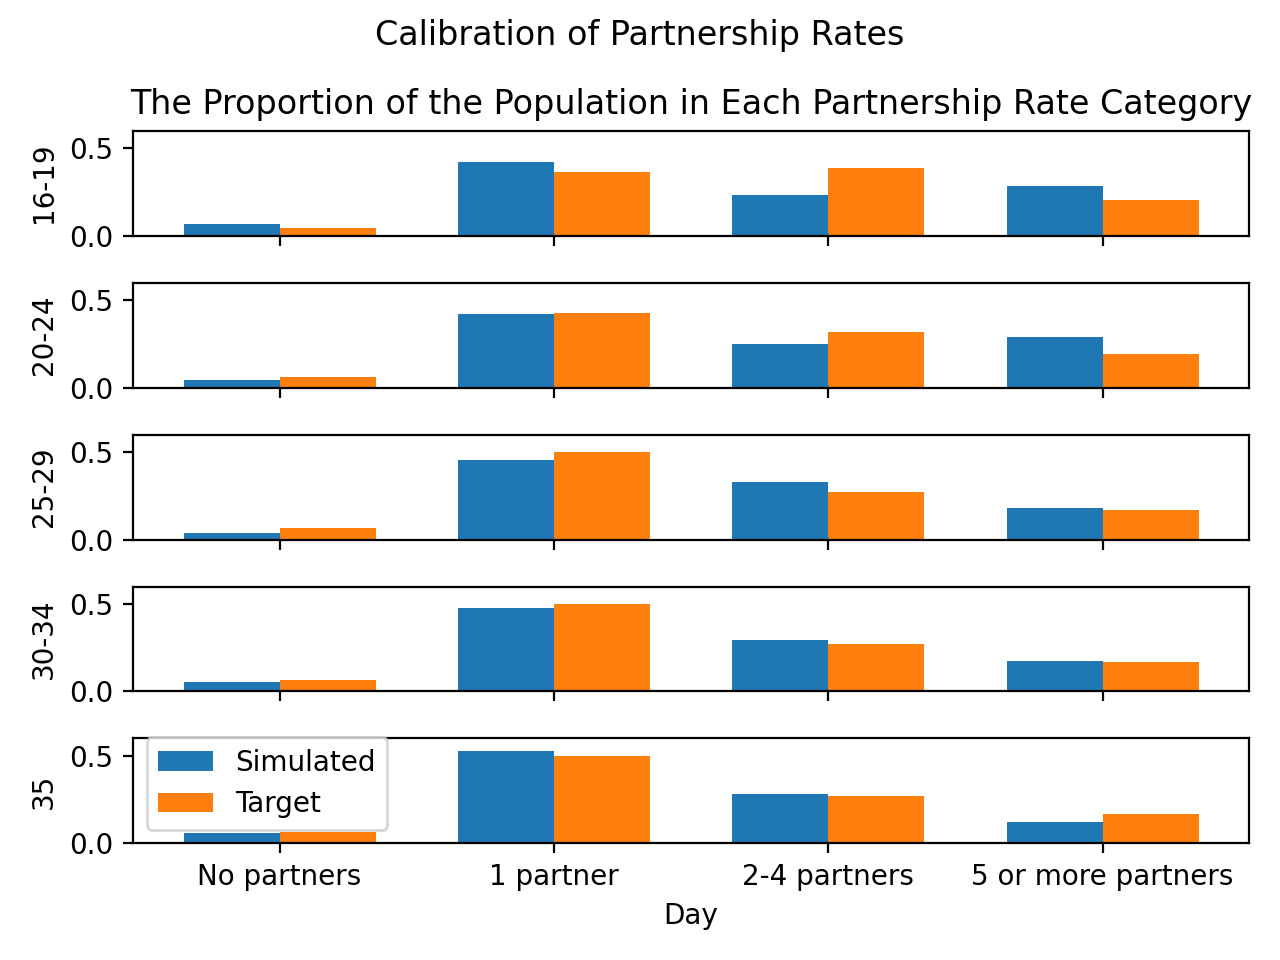 Calibration of Partnership Rates
The Proportion of the Population in Each Partnership Rate Category
0.5
16-19
0.0
0.5
20-24
0.0
0.5
25-29
0.0
0.5
30-34
0.0
0.5
35
0.0
Simulated
Target
No partners
1 partner
2-4 partners
5 or more partners
Day